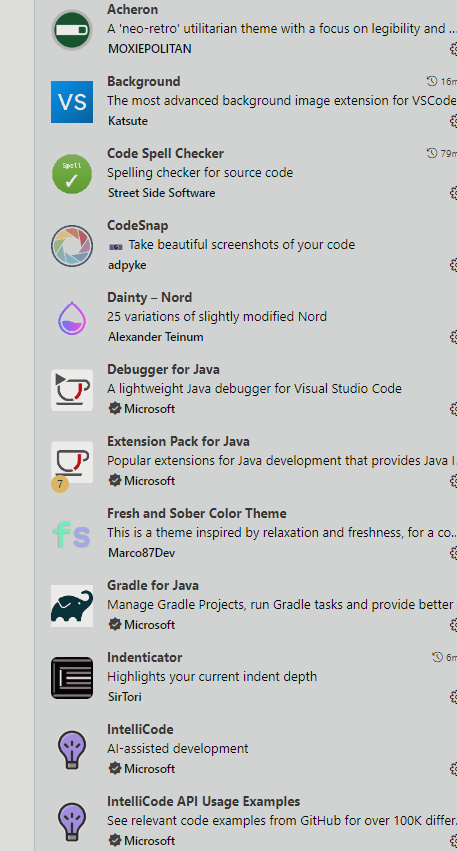 Acheron
A 'neo-retro' utilitarian theme with a focus on legibility and ...
MOXIEPOLITAN
VS
Background
16m
The most advanced background image extension for VSCode
Katsute
Spell
Code Spell Checker
79m
Spelling checker for source code
Street Side Software
CodeSnap
Take beautiful screenshots of your code
adpyke
Dainty – Nord
25 variations of slightly modified Nord
Alexander Teinum
Debugger for Java
A lightweight Java debugger for Visual Studio Code
Microsoft
Extension Pack for Java
Popular extensions for Java development that provides Java I
7
Microsoft
fs
Fresh and Sober Color Theme
This is a theme inspired by relaxation and freshness, for a co...
Marco87Dev
Gradle for Java
Manage Gradle Projects, run Gradle tasks and provide better
Microsoft
Indenticator
6m
Highlights your current indent depth
SirTori
IntelliCode
AI-assisted development
Microsoft
IntelliCode API Usage Examples
See relevant code examples from GitHub for over 100K differ
Microsoft